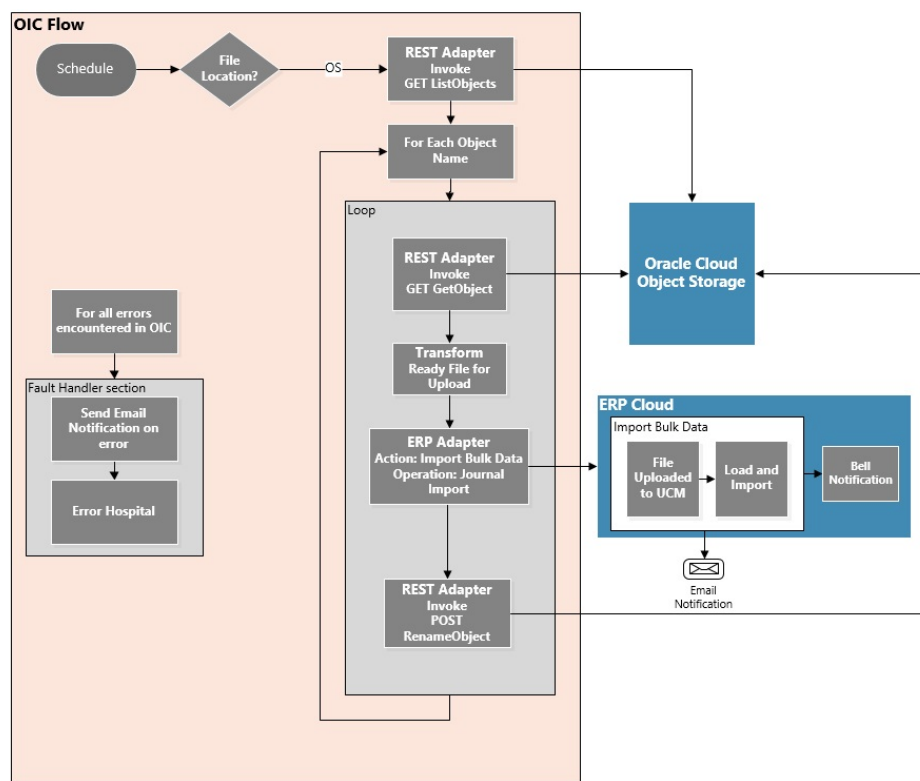 OIC Flow
Schedule
File
Location?
OS
REST Adapter
Invoke
GET ListObjects
For Each Object
Name
Loop
REST Adapter
Invoke
GET GetObject
Transform
Ready File for
Upload
ERP Adapter
Action: Import Bulk Data
Operation: Journal
Import
REST Adapter
Invoke
POST
RenameObject
For all errors
encountered in OIC
Fault Handler section
Send Email
Notification on
error
Error Hospital
Oracle Cloud
Object Storage
ERP Cloud
Import Bulk Data
File
Uploaded
to UCM
Load and
Import
Bell
Notification
Email
Notification